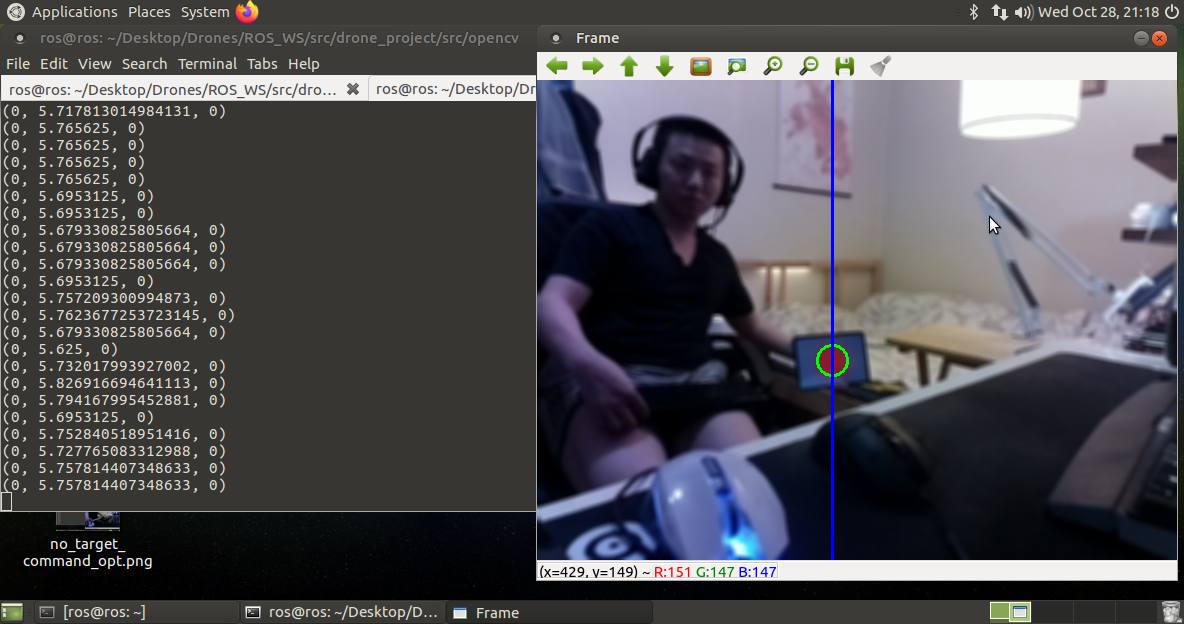 Applications Places System Wed Oct 28, 21:18
ros@ros: ~/Desktop/Drones/ROS_WS/src/drone_project/src/opencv
File Edit View Search Terminal Tabs Help
ros@ros: ~/Desktop/Drones/ROS_WS/src/dro... ros@ros: ~/Desktop/Dr
(0, 5.717813014984131, 0)
(0, 5.765625, 0)
(0, 5.765625, 0)
(0, 5.765625, 0)
(0, 5.765625, 0)
(0, 5.6953125, 0)
(0, 5.6953125, 0)
(0, 5.679330825805664, 0)
(0, 5.679330825805664, 0)
(0, 5.679330825805664, 0)
(0, 5.6953125, 0)
(0, 5.757209300994873, 0)
(0, 5.7623677253723145, 0)
(0, 5.679330825805664, 0)
(0, 5.625, 0)
(0, 5.732017993927002, 0)
(0, 5.826916694641113, 0)
(0, 5.794167995452881, 0)
(0, 5.6953125, 0)
(0, 5.752840518951416, 0)
(0, 5.727765083312988, 0)
(0, 5.757814407348633, 0)
(0, 5.757814407348633, 0)
Frame
(x=429, y=149) ~ R:151 G:147 B:147
no_target_
command_opt.png
[ros@ros: ~] ros@ros: ~/Desktop/D... Frame